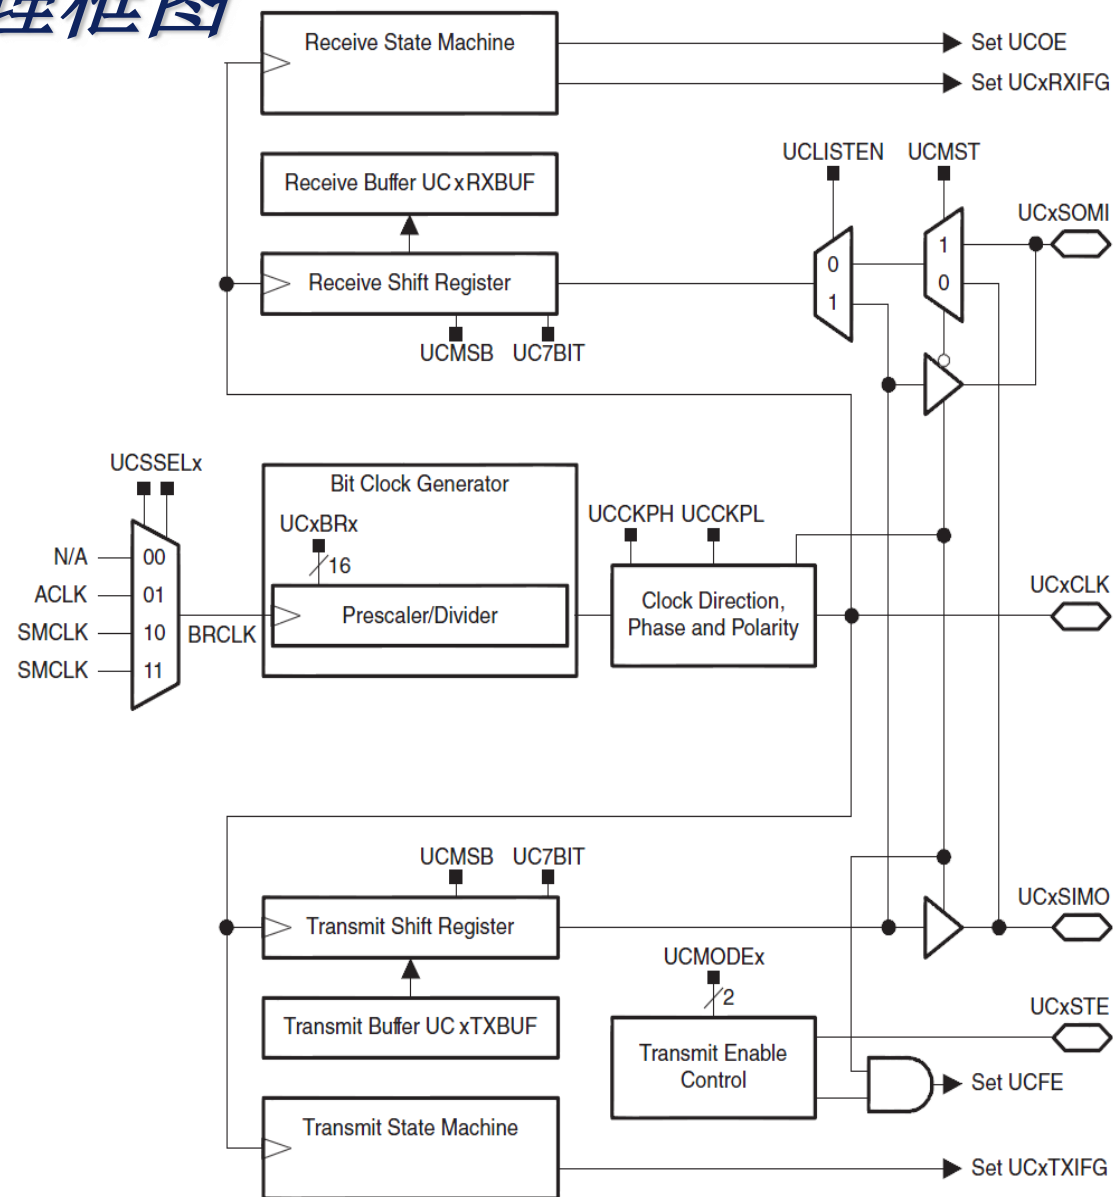 理框图
Receive State Machine
Set UCOE
Set UCxRXIFG
UCLISTEN
UCMST
Receive Buffer UCxRXBUF
UCxSOMI
0
1
1
0
Receive Shift Register
UCMSB
UC7BIT
UCSSELx
Bit Clock Generator
UCxBRx
16
UCCKPH
UCCKPL
N/A
00
ACLK
01
SMCLK
10
SMCLK
11
BRCLK
Prescaler/Divider
Clock Direction,
Phase and Polarity
UCxCLK
UCMSB
UC7BIT
Transmit Shift Register
UCxSIMO
UCMODEx
2
Transmit Buffer UCxTXBUF
UCxSTE
Transmit Enable
Control
Set UCFE
Transmit State Machine
Set UCxTXIFG